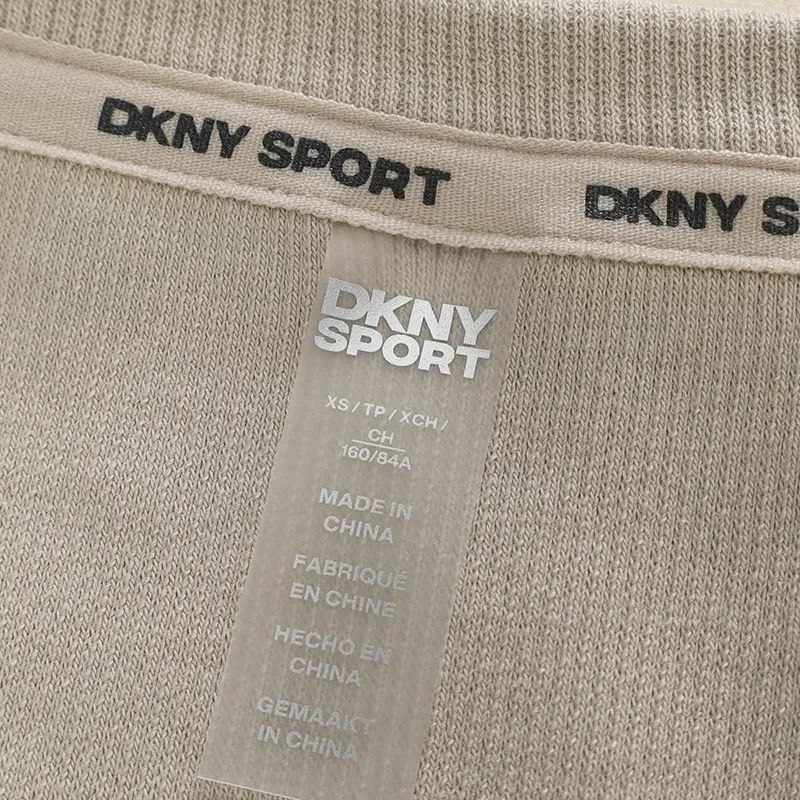 DKNY SPORT
DKNY S
DKNY
SPORT
XS / TP / XCH /
CH
160/84A
MADE IN
CHINA
FABRIQUÉ
EN CHINE
HECHO EN
CHINA
GEMAAKT
IN CHINA